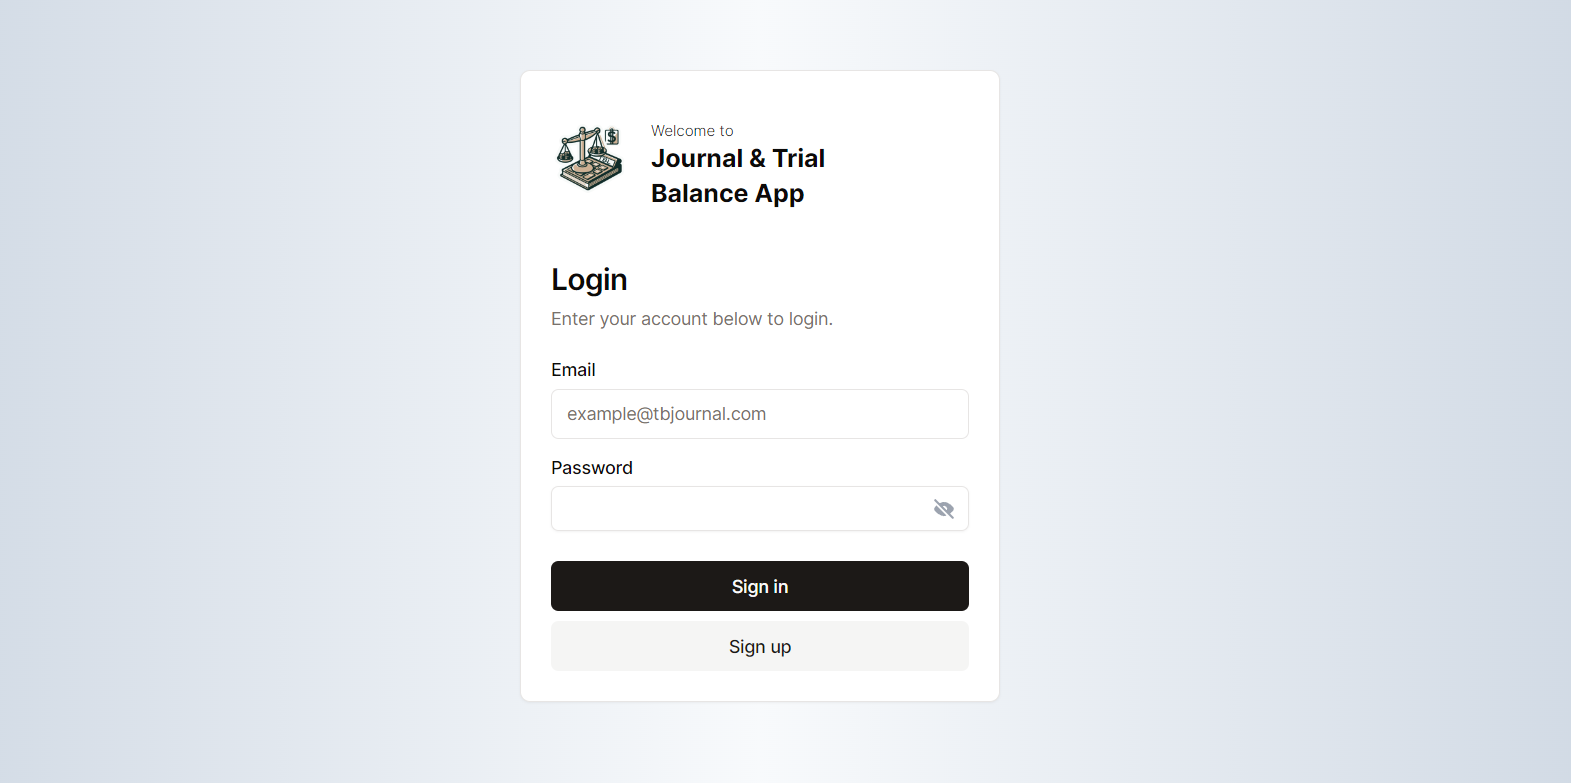 Welcome to
Journal & Trial
Balance App
Login
Enter your account below to login.
Email
example@tbjournal.com
Password
Sign in
Sign up